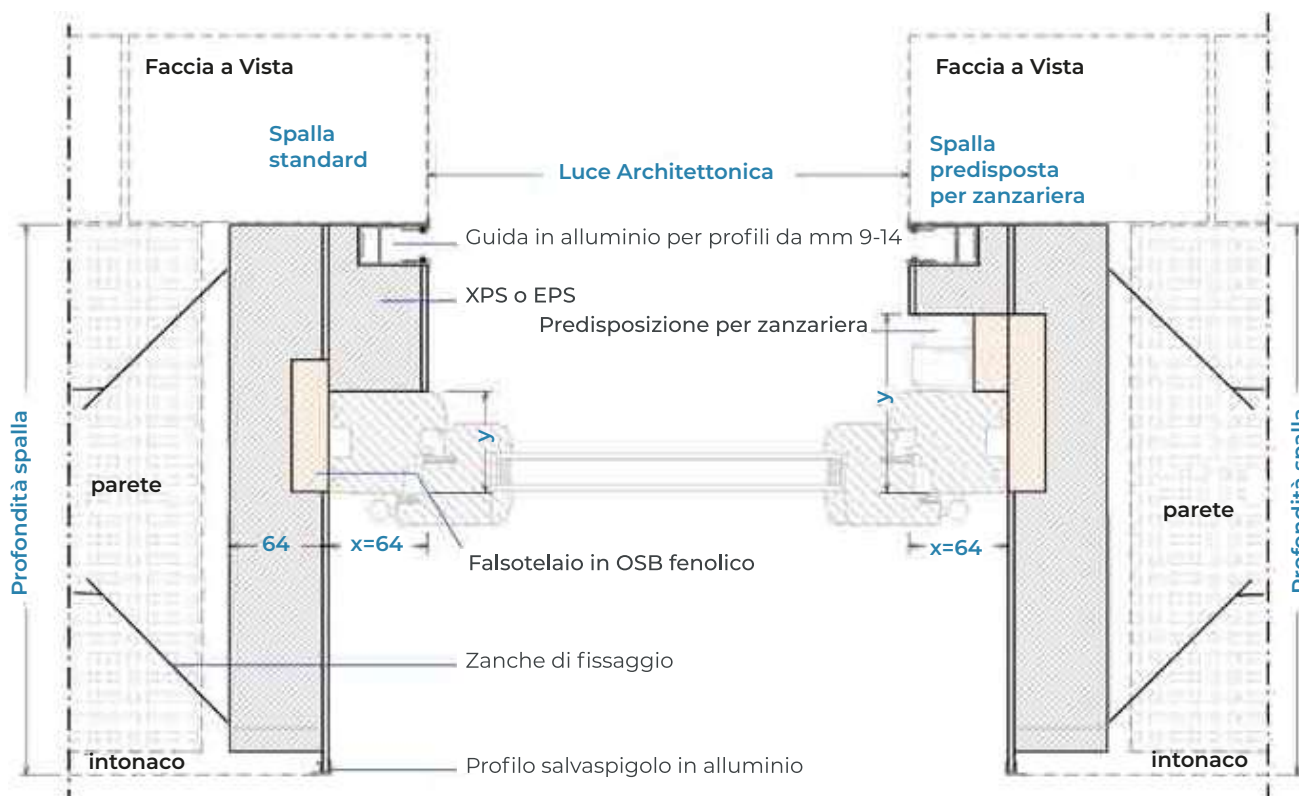 Faccia a Vista
Faccia a Vista
Spalla
standard
Luce Architettonica
Spalla
predisposta
per zanzariera
Guida in alluminio per profili da mm 9-14
XPS o EPS
Predisposizione per zanzariera
y
y
Profondità spalla
parete
64
x=64
x=64
parete
Profondità spalla
Falsotelaio in OSB fenolico
Zanche di fissaggio
intonaco
Profilo salvaspigolo in alluminio
intonaco